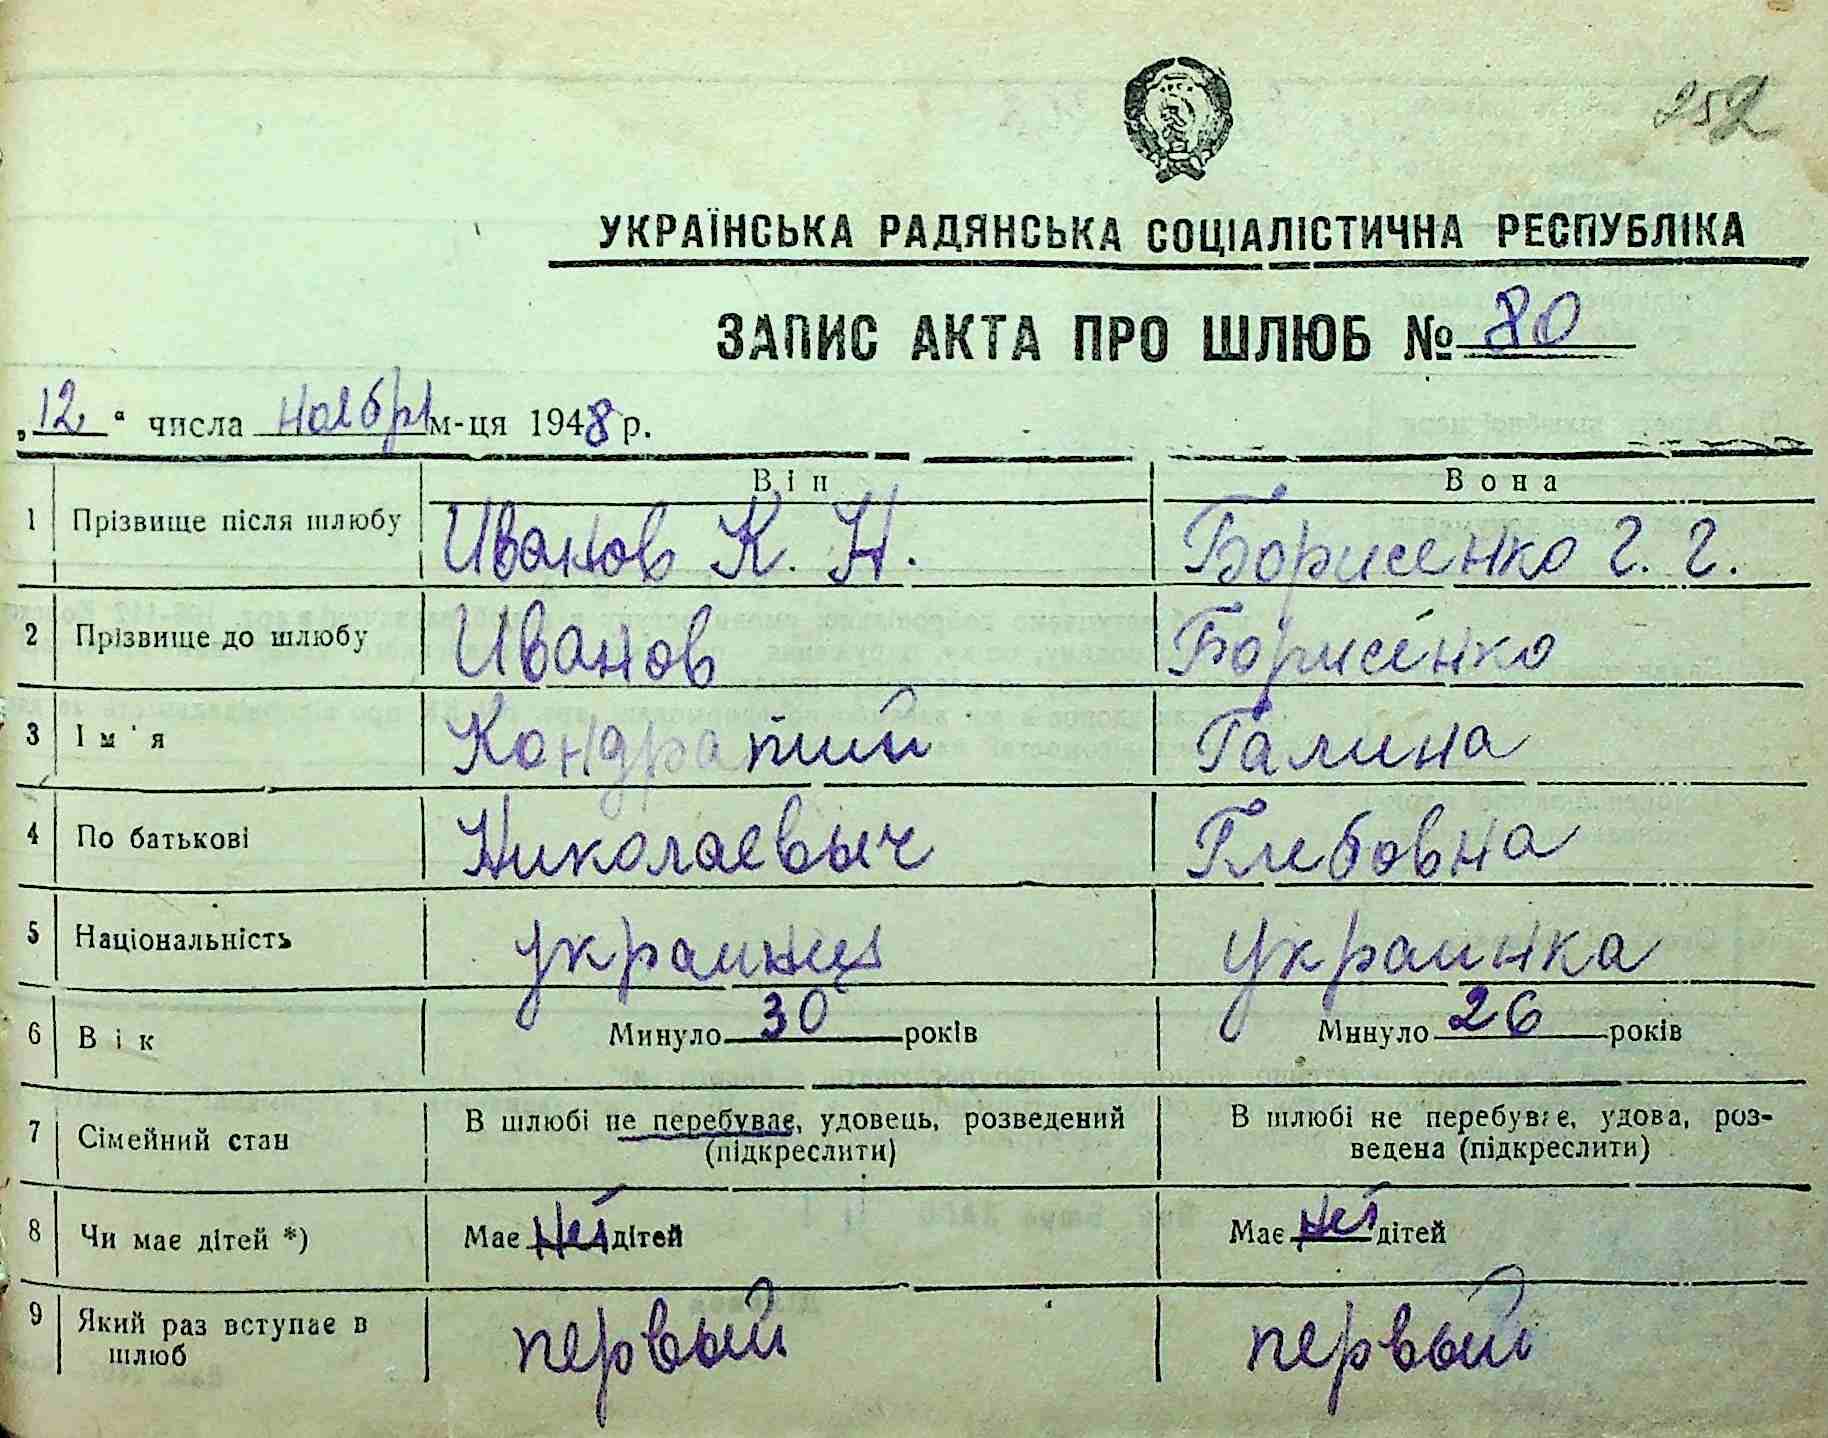 252
УКРАЇНСЬКА РАДЯНСЬКА СОЦІАЛІСТИЧНА РЕСПУБЛІКА
ЗАПИС АКТА ПРО ШЛЮБ № 80
„12“ числа ноября м-ця 1948 р.
Він Вона
1 Прізвище після шлюбу Иванов К. Н. Борисенко Г. Г.
2 Прізвище до шлюбу Иванов Борисенко
3 Ім'я Кондратий Галина
4 По батькові Николаевыч Глебовна
5 Національність украинец украинка
6 Вік Минуло 30 років Минуло 26 років
7 Сімейний стан В шлюбі не перебуває, удовець, розведений (підкреслити) В шлюбі не перебуває, удова, роз-
ведена (підкреслити)
8 Чи має дітей *) Має нет дітей Має нет дітей
9 Який раз вступає в шлюб первый первый